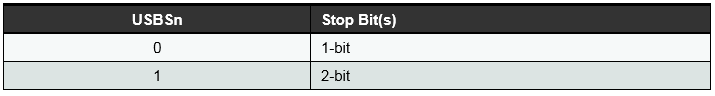 USBSn Stop Bit(s)
0 1-bit
1 2-bit